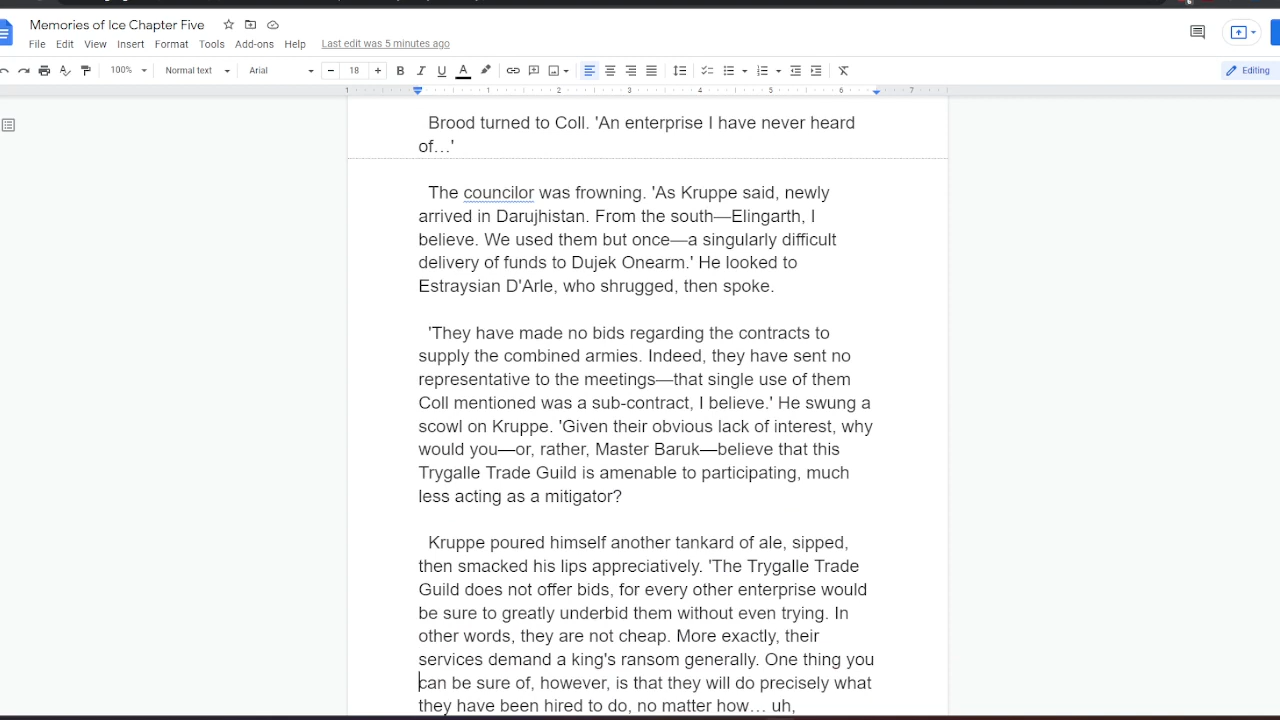 Memories of Ice Chapter Five
File Edit View Insert Format Tools Add-ons Help Last edit was 5 minutes ago
100% Normal text Arial 18 B I U A Editing
1 1 2 3 4 5 6 7
Brood turned to Coll. 'An enterprise I have never heard
of…'
The councilor was frowning. 'As Kruppe said, newly
arrived in Darujhistan. From the south—Elingarth, I
believe. We used them but once—a singularly difficult
delivery of funds to Dujek Onearm.' He looked to
Estraysian D'Arle, who shrugged, then spoke.
'They have made no bids regarding the contracts to
supply the combined armies. Indeed, they have sent no
representative to the meetings—that single use of them
Coll mentioned was a sub-contract, I believe.' He swung a
scowl on Kruppe. 'Given their obvious lack of interest, why
would you—or, rather, Master Baruk—believe that this
Trygalle Trade Guild is amenable to participating, much
less acting as a mitigator?
Kruppe poured himself another tankard of ale, sipped,
then smacked his lips appreciatively. 'The Trygalle Trade
Guild does not offer bids, for every other enterprise would
be sure to greatly underbid them without even trying. In
other words, they are not cheap. More exactly, their
services demand a king's ransom generally. One thing you
can be sure of, however, is that they will do precisely what
they have been hired to do, no matter how… uh,